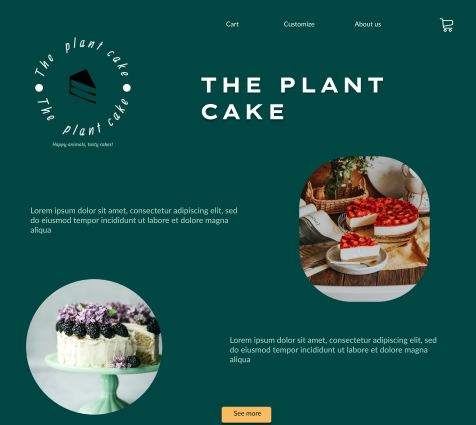 Cart
Customize
About us
The plant cake
The plant cake
Happy animals, tasty cakes!
THE PLANT
CAKE
Lorem ipsum dolor sit amet, consectetur adipiscing elit, sed
do eiusmod tempor incididunt ut labore et dolore magna
aliqua
Lorem ipsum dolor sit amet, consectetur adipiscing elit, sed
do eiusmod tempor incididunt ut labore et dolore magna
aliqua
See more